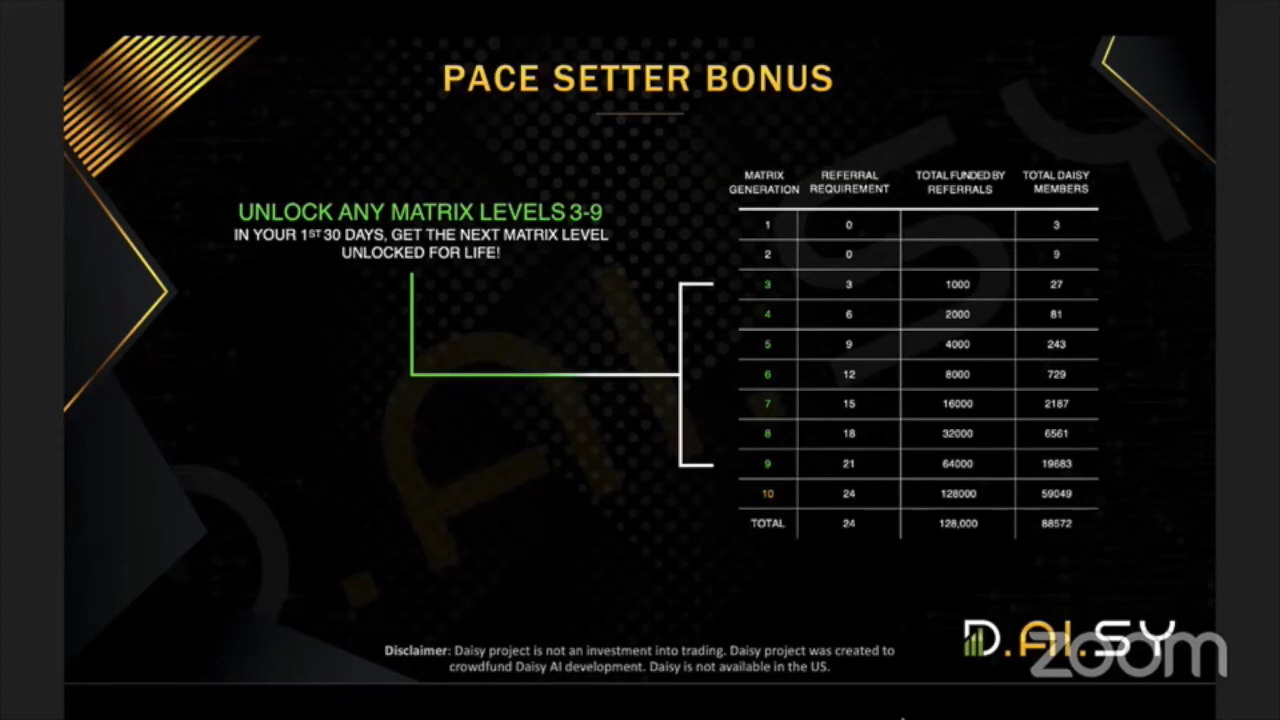 PACE SETTER BONUS
UNLOCK ANY MATRIX LEVELS 3-9
IN YOUR 1ST 30 DAYS, GET THE NEXT MATRIX LEVEL
UNLOCKED FOR LIFE!
MATRIX GENERATION REFERRAL REQUIREMENT TOTAL FUNDED BY REFERRALS TOTAL DAISY MEMBERS
1 0 3
2 0 9
3 3 1000 27
4 6 2000 81
5 9 4000 243
6 12 8000 729
7 15 16000 2187
8 18 32000 6561
9 21 64000 19683
10 24 128000 59049
TOTAL 24 128,000 88572
Disclaimer: Daisy project is not an investment into trading. Daisy project was created to
crowdfund Daisy AI development. Daisy is not available in the US.
D.AI.SY
zoom